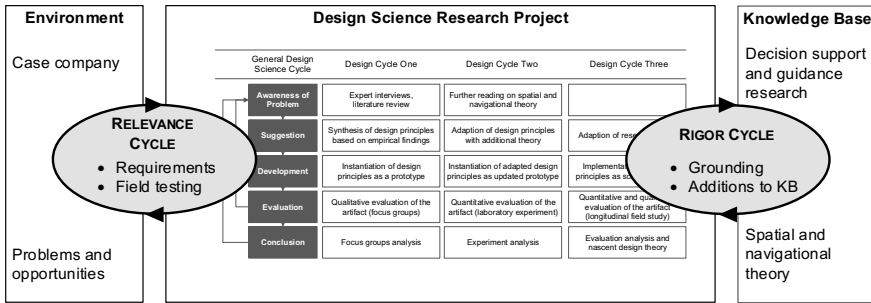 ENVIRONMENT
Case company
Problems and
opportunities
RELEVANCE
CYCLE
• Requirements
• Field testing
DESIGN SCIENCE RESEARCH PROJECT
General Design
Science Cycle
Design Cycle One
Design Cycle Two
Design Cycle Three
Awareness of
Problem
Expert interviews,
literature review
Further reading on spatial and
navigational theory
Suggestion
Synthesis of design principles
based on empirical findings
Adaption of design principles
with additional theory
Adaption of
Development
Instantiation of design
principles as a prototype
Instantiation of adapted design
principles as updated prototype
principles as
Evaluation
Qualitative evaluation of the
artifact (focus groups)
Quantitative evaluation of the
artifact (laboratory experiment)
Quantitative and
evaluation of the artifact
(longitudinal field study)
Conclusion
Focus groups analysis
Experiment analysis
Evaluation analysis and
nascent design theory
KNOWLEDGE BASE
Decision support
and guidance
research
RIGOR CYCLE
• Grounding
• Additions to KB
Spatial and
navigational
theory